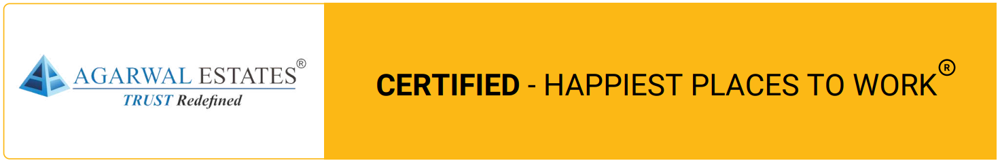 AGARWAL ESTATES®
TRUST Redefined
CERTIFIED - HAPPIEST PLACES TO WORK®